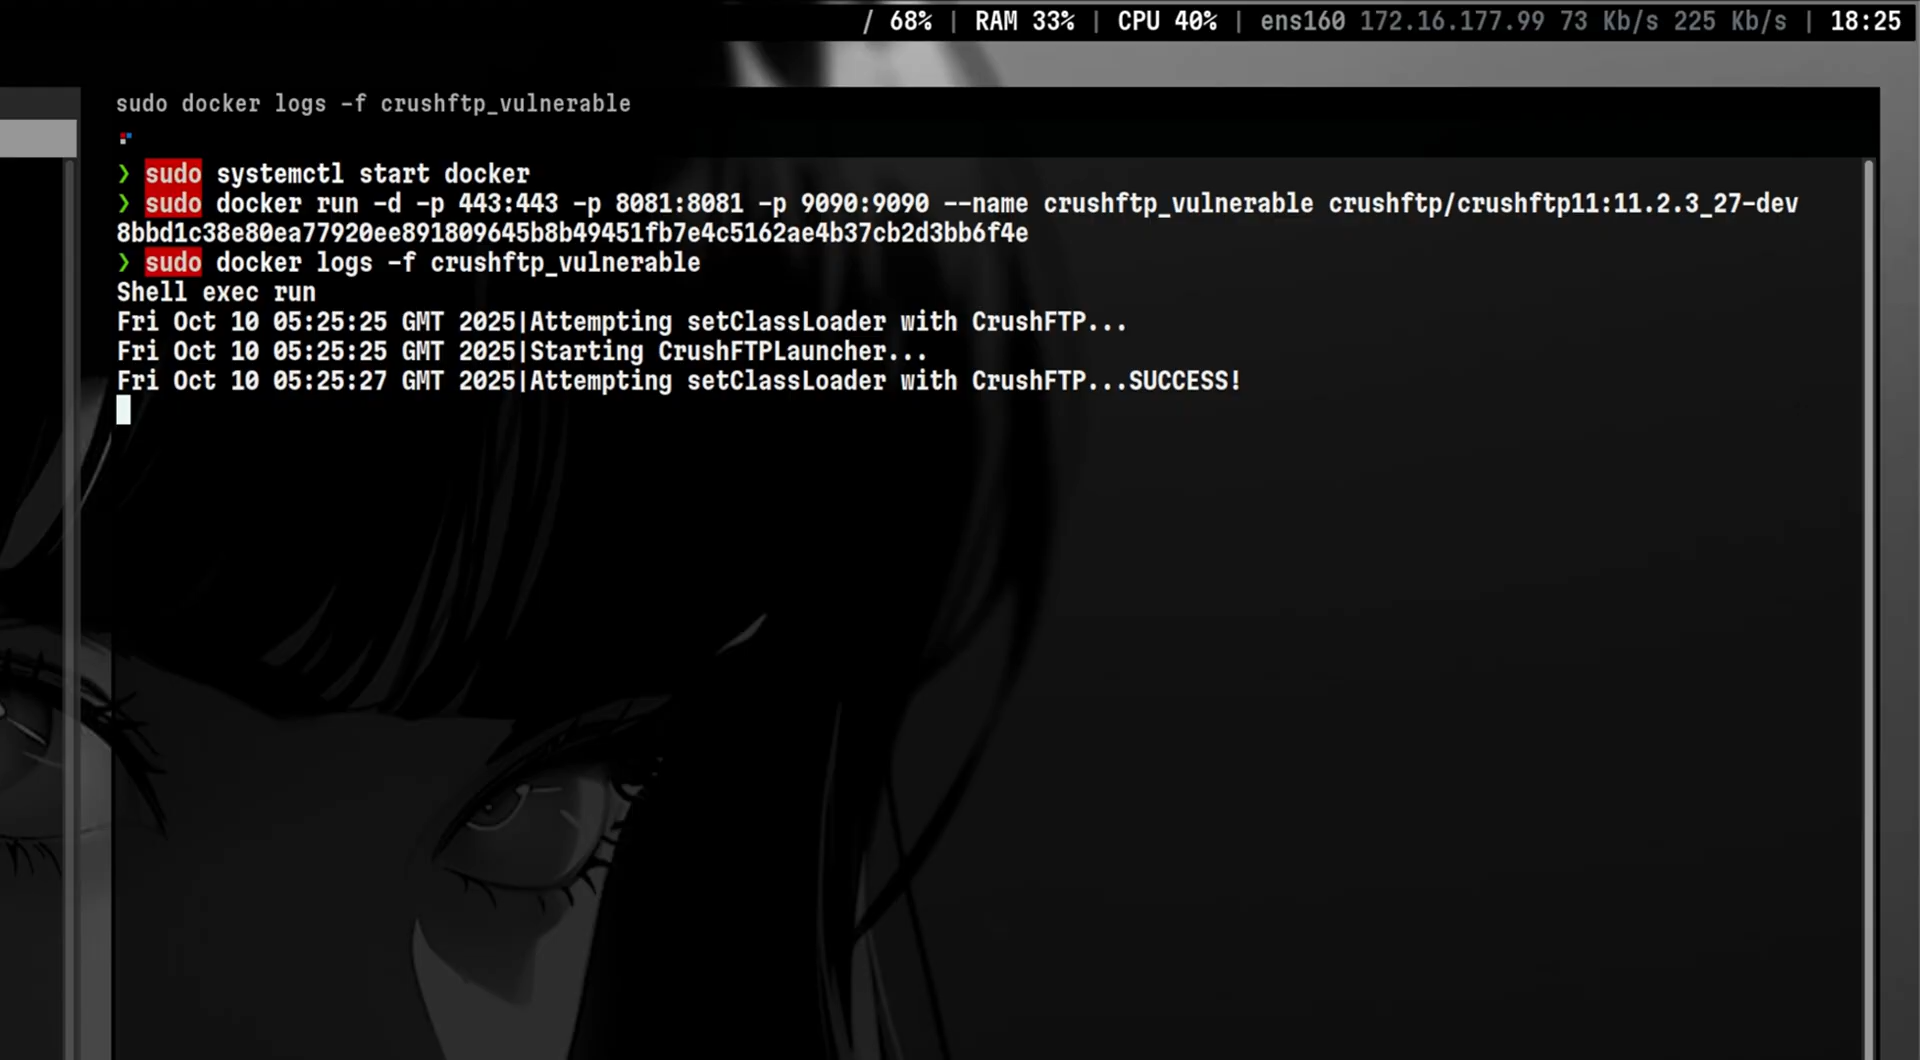 / 68% | RAM 33% | CPU 40% | ens160 172.16.177.99 73 Kb/s 225 Kb/s | 18:25
sudo docker logs -f crushftp_vulnerable
❯ sudo systemctl start docker
❯ sudo docker run -d -p 443:443 -p 8081:8081 -p 9090:9090 --name crushftp_vulnerable crushftp/crushftp11:11.2.3_27-dev
8bbd1c38e80ea77920ee891809645b8b49451fb7e4c5162ae4b37cb2d3bb6f4e
❯ sudo docker logs -f crushftp_vulnerable
Shell exec run
Fri Oct 10 05:25:25 GMT 2025|Attempting setClassLoader with CrushFTP...
Fri Oct 10 05:25:25 GMT 2025|Starting CrushFTPLauncher...
Fri Oct 10 05:25:27 GMT 2025|Attempting setClassLoader with CrushFTP...SUCCESS!